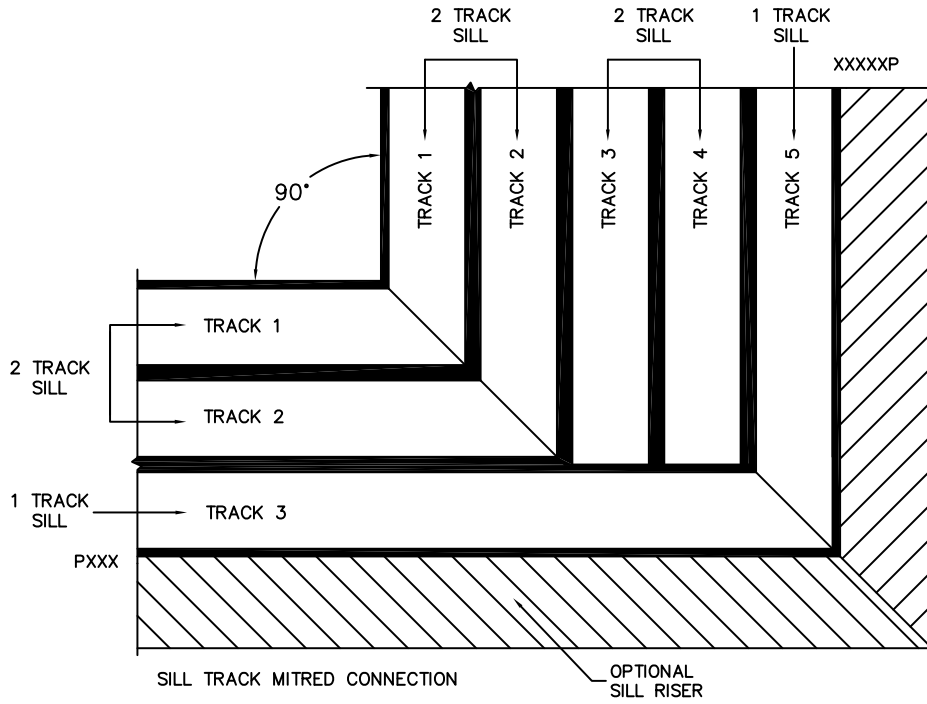 2 TRACK
SILL
2 TRACK
SILL
1 TRACK
SILL
XXXXXP
90°
TRACK 1
TRACK 2
TRACK 3
TRACK 4
TRACK 5
TRACK 1
2 TRACK
SILL
TRACK 2
1 TRACK
SILL
TRACK 3
PXXX
SILL TRACK MITRED CONNECTION
OPTIONAL
SILL RISER